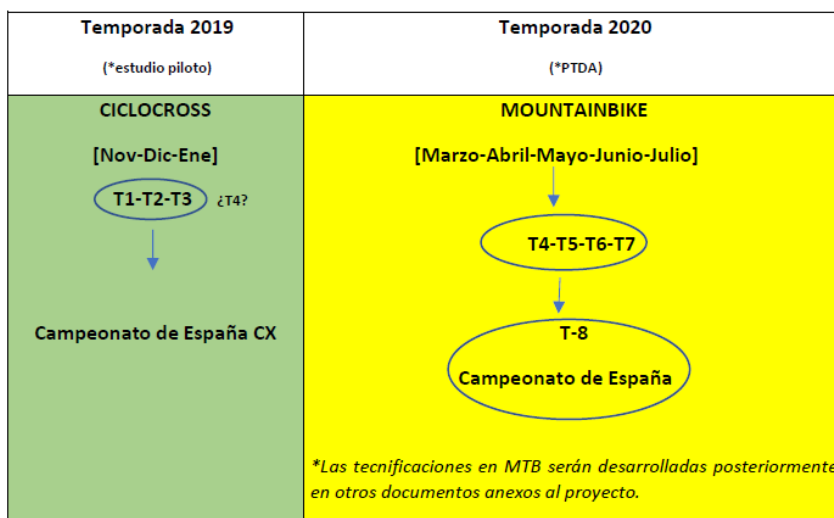 Temporada 2019
(*estudio piloto)
Temporada 2020
(*PTDA)
CICLOCROSS
[Nov-Dic-Ene]
T1-T2-T3 ¿T4?
Campeonato de España CX
MOUNTAINBIKE
[Marzo-Abril-Mayo-Junio-Julio]
T4-T5-T6-T7
T-8
Campeonato de España
*Las tecnificaciones en MTB serán desarrolladas posteriormente
en otros documentos anexos al proyecto.